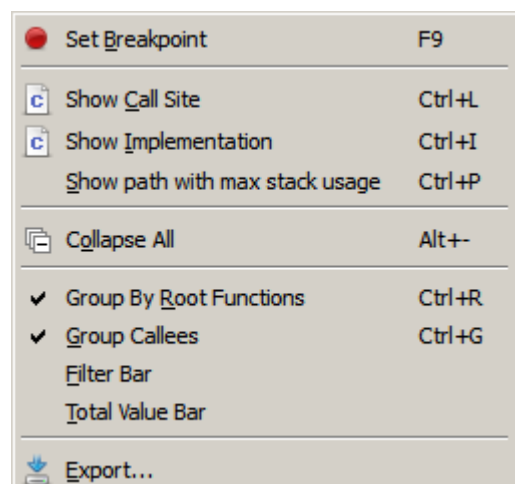 Set Breakpoint F9
c Show Call Site Ctrl+L
c Show Implementation Ctrl+I
Show path with max stack usage Ctrl+P
Collapse All Alt+-
Group By Root Functions Ctrl+R
Group Callees Ctrl+G
Filter Bar
Total Value Bar
Export...